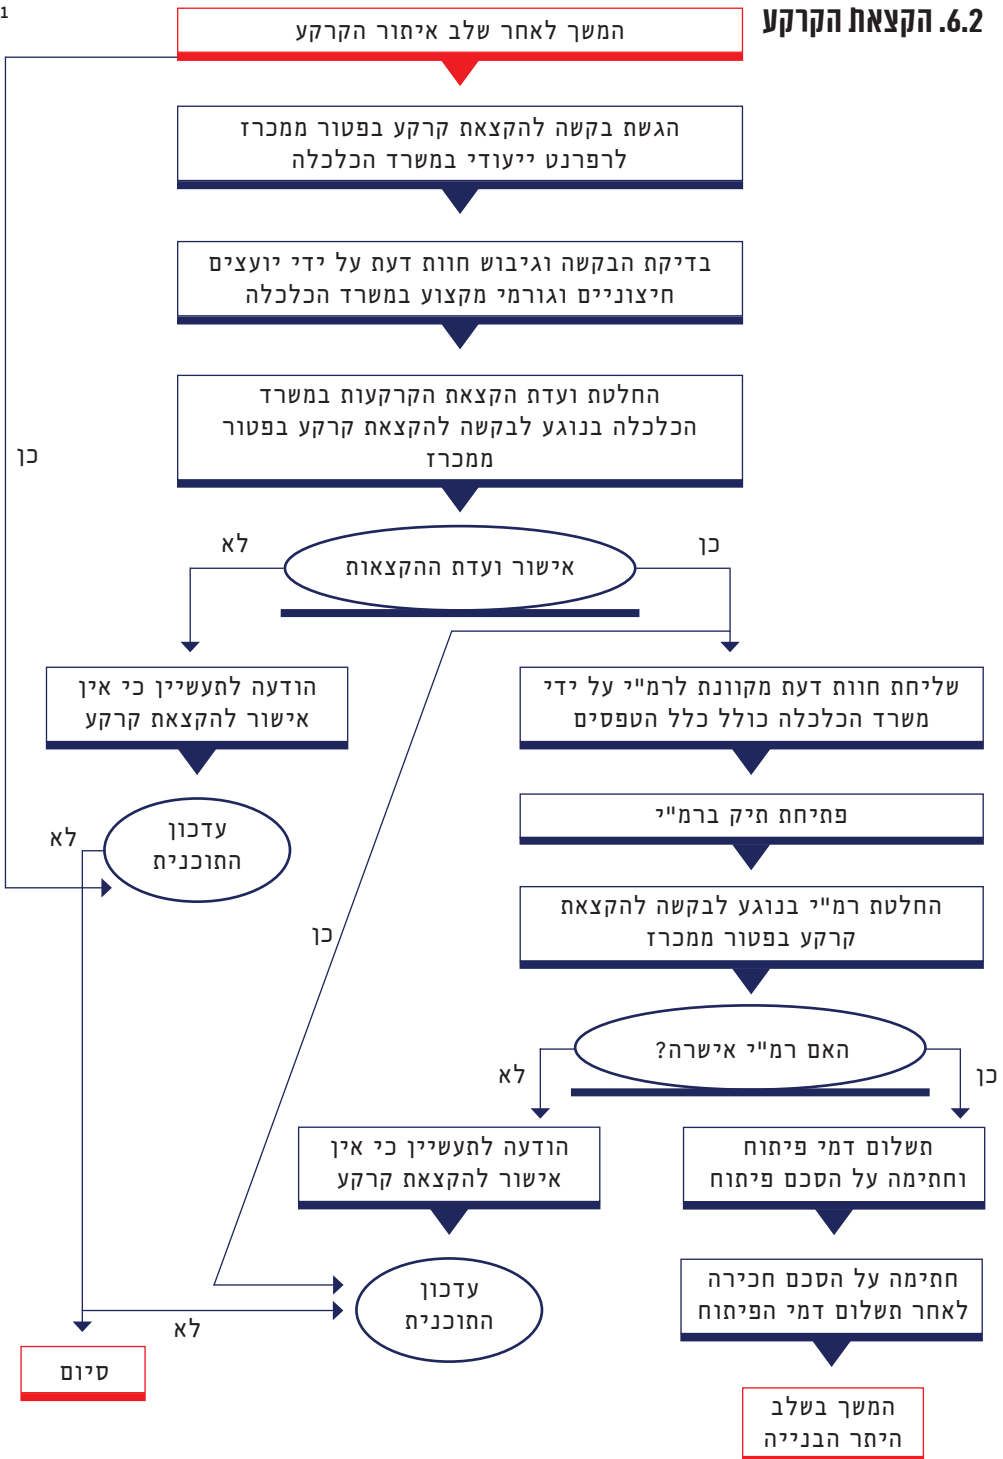 1
6.2. הקצאת הקרקע
המשך לאחר שלב איתור הקרקע
הגשת בקשה להקצאת קרקע בפטור ממכרז
לרפרנט ייעודי במשרד הכלכלה
בדיקת הבקשה וגיבוש חוות דעת על ידי יועצים
חיצוניים וגורמי מקצוע במשרד הכלכלה
החלטת ועדת הקצאת הקרקעות במשרד
הכלכלה בנוגע לבקשה להקצאת קרקע בפטור
ממכרז
כן
כן
לא
אישור ועדת ההקצאות
שליחת חוות דעת מקוונת לרמ"י על ידי
משרד הכלכלה כולל כלל הטפסים
הודעה לתעשיין כי אין
אישור להקצאת קרקע
פתיחת תיק ברמ"י
עדכון
התוכנית
לא
החלטת רמ"י בנוגע לבקשה להקצאת
קרקע בפטור ממכרז
כן
האם רמ"י אישרה?
כן
לא
תשלום דמי פיתוח
וחתימה על הסכם פיתוח
הודעה לתעשיין כי אין
אישור להקצאת קרקע
חתימה על הסכם חכירה
לאחר תשלום דמי הפיתוח
עדכון
התוכנית
לא
סיום
המשך בשלב
היתר הבנייה